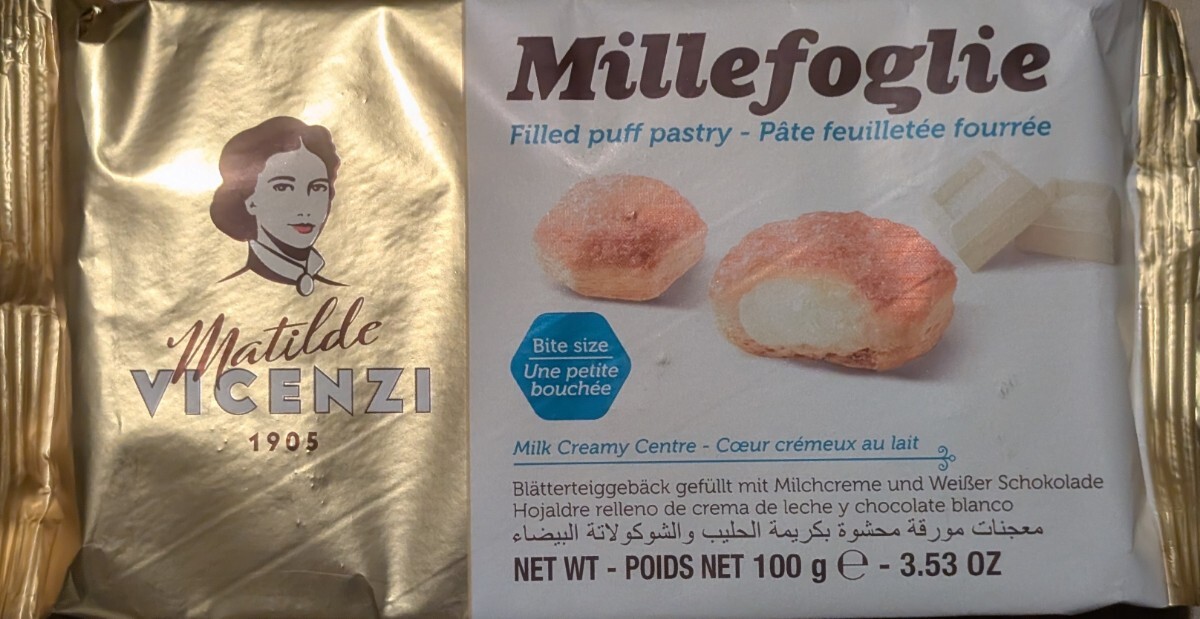 Matilde
VICENZI
1905
Millefoglie
Filled puff pastry - Pâte feuilletée fourrée
Bite size
Une petite
bouchée
Milk Creamy Centre - Cœur crémeux au lait
Blätterteiggebäck gefüllt mit Milchcreme und Weißer Schokolade
Hojaldre relleno de crema de leche y chocolate blanco
معجنات مورقة محشوة بكريمة الحليب والشوكولاتة البيضاء
NET WT - POIDS NET 100 g ℮ - 3.53 OZ